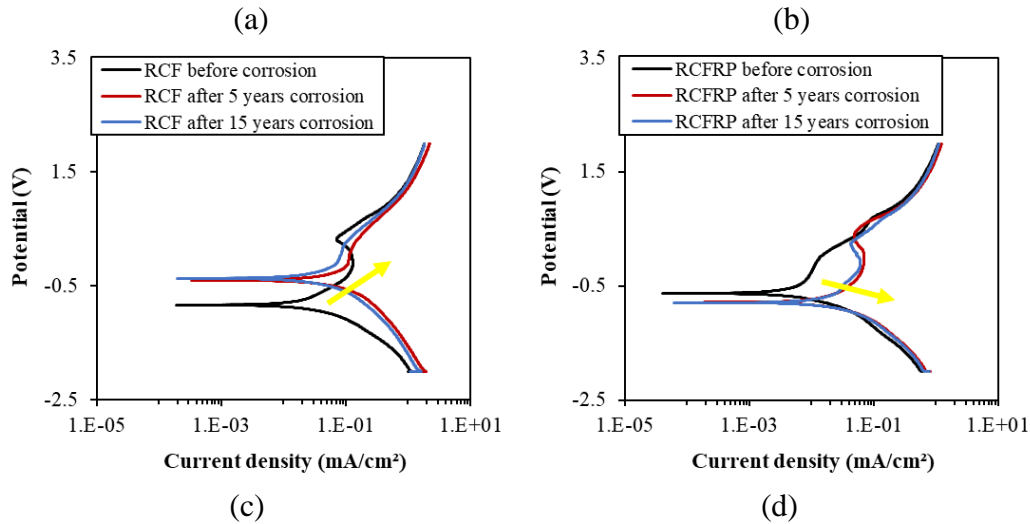 (a)
(b)
3.5
RCF before corrosion
RCF after 5 years corrosion
RCF after 15 years corrosion
1.5
-0.5
-2.5
Potential (V)
1.E-05 1.E-03 1.E-01 1.E+01
Current density (mA/cm²)
(c)
3.5
RCFRP before corrosion
RCFRP after 5 years corrosion
RCFRP after 15 years corrosion
1.5
-0.5
-2.5
Potential (V)
1.E-05 1.E-03 1.E-01 1.E+01
Current density (mA/cm²)
(d)